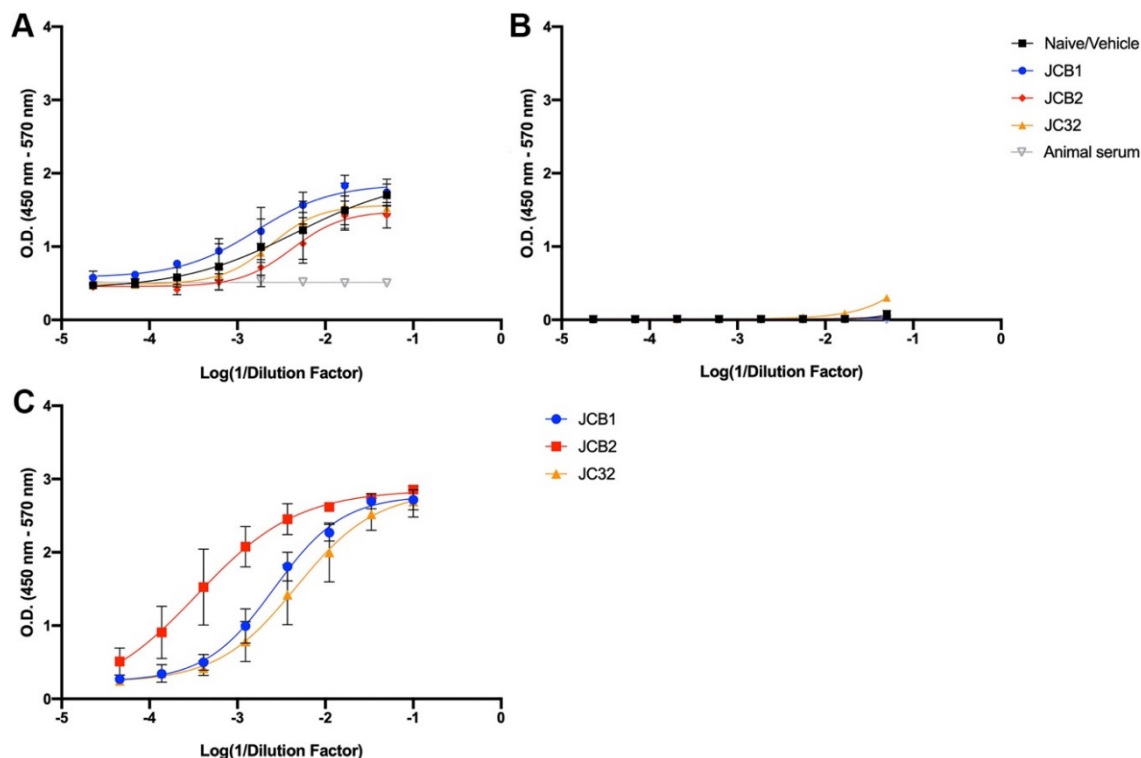 A
O.D. (450 nm - 570 nm)
4
3
2
1
0
-5 -4 -3 -2 -1 0
Log(1/Dilution Factor)
B
O.D. (450 nm - 570 nm)
4
3
2
1
0
-5 -4 -3 -2 -1 0
Log(1/Dilution Factor)
Naive/Vehicle
JCB1
JCB2
JC32
Animal serum
C
O.D. (450 nm - 570 nm)
4
3
2
1
0
-5 -4 -3 -2 -1 0
Log(1/Dilution Factor)
JCB1
JCB2
JC32